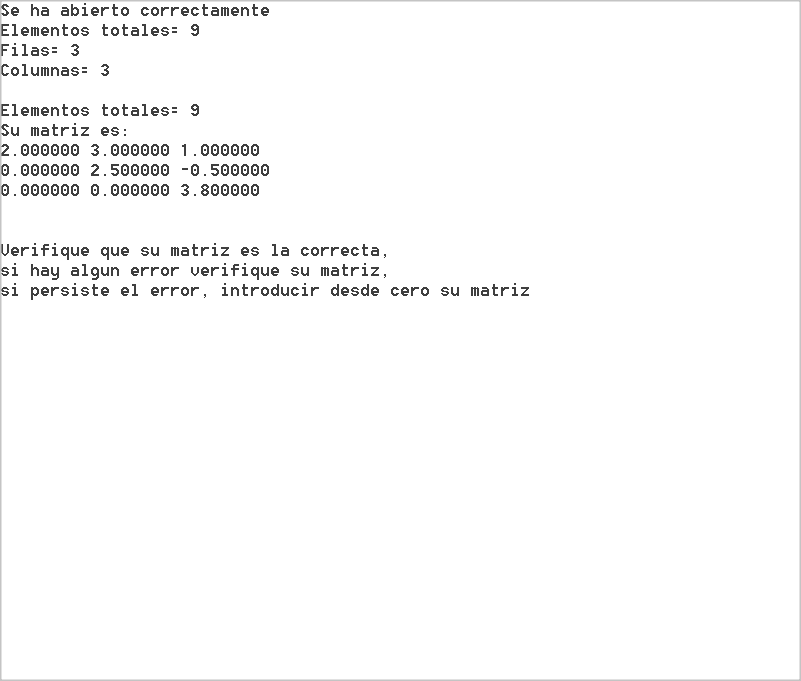 Se ha abierto correctamente
Elementos totales= 9
Filas= 3
Columnas= 3
Elementos totales= 9
Su matriz es:
2.000000 3.000000 1.000000
0.000000 2.500000 -0.500000
0.000000 0.000000 3.800000
Verifique que su matriz es la correcta,
si hay algun error verifique su matriz,
si persiste el error, introducir desde cero su matriz